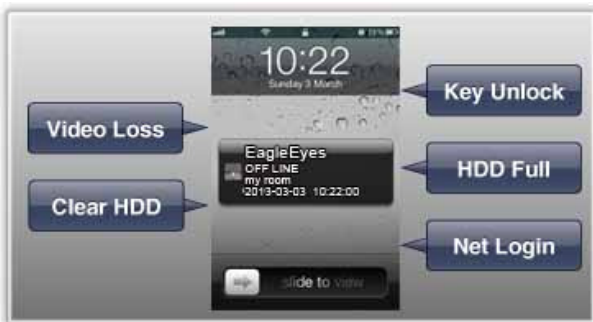 10:22
Sunday 3 March
Video Loss
Key Unlock
EagleEyes
OFF LINE
my room
2013-03-03 10:22:00
HDD Full
Clear HDD
Net Login
slide to view